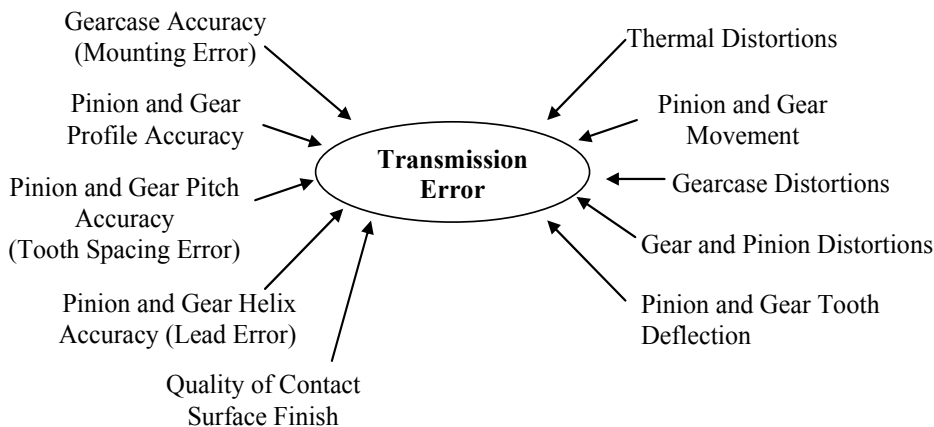 Gearcase Accuracy
(Mounting Error)
Pinion and Gear
Profile Accuracy
Pinion and Gear Pitch
Accuracy
(Tooth Spacing Error)
Pinion and Gear Helix
Accuracy (Lead Error)
Quality of Contact
Surface Finish
Transmission
Error
Thermal Distortions
Pinion and Gear
Movement
Gearcase Distortions
Gear and Pinion Distortions
Pinion and Gear Tooth
Deflection